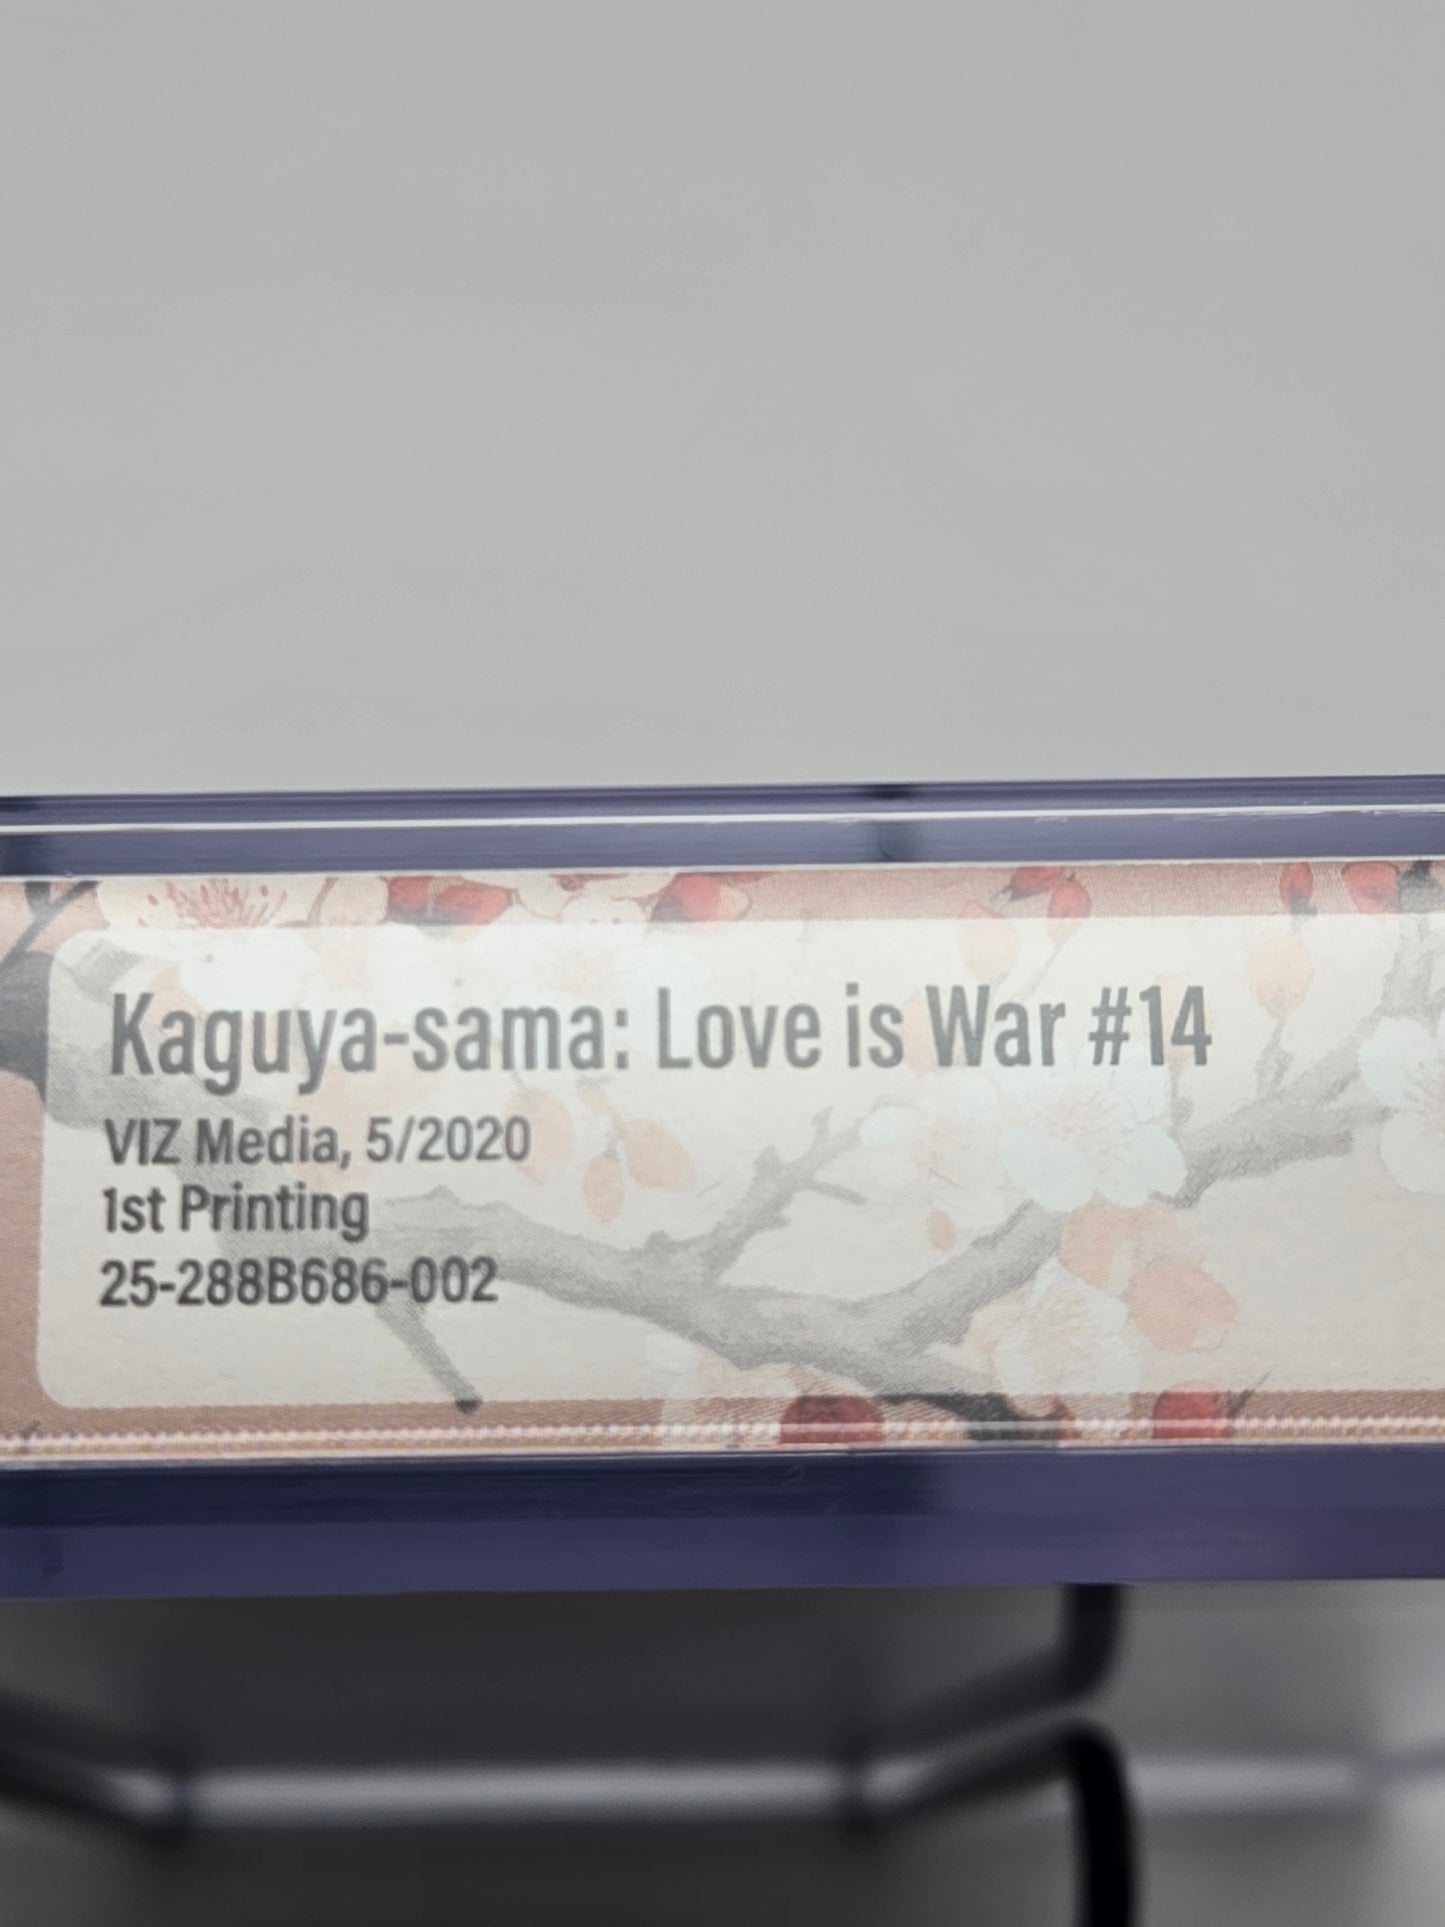 Kaguya-sama: Love is War #14
VIZ Media, 5/2020
1st Printing
25-288B686-002